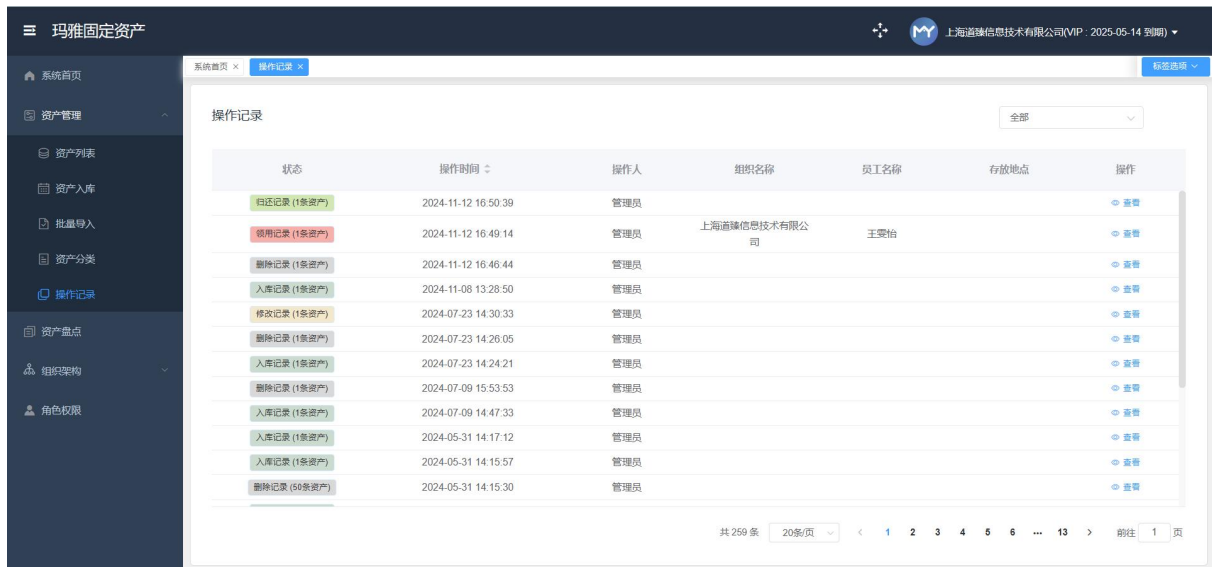 玛雅固定资产
上海道臻信息技术有限公司(VIP : 2025-05-14 到期)
系统首页
资产管理
资产列表
资产入库
批量导入
资产分类
操作记录
资产盘点
组织架构
角色权限
系统首页 × 操作记录 ×
标签选项
操作记录
全部
状态 操作时间 操作人 组织名称 员工名称 存放地点 操作
归还记录 (1条资产) 2024-11-12 16:50:39 管理员 查看
领用记录 (1条资产) 2024-11-12 16:49:14 管理员 上海道臻信息技术有限公司 王雯怡 查看
删除记录 (1条资产) 2024-11-12 16:46:44 管理员 查看
入库记录 (1条资产) 2024-11-08 13:28:50 管理员 查看
修改记录 (1条资产) 2024-07-23 14:30:33 管理员 查看
删除记录 (1条资产) 2024-07-23 14:26:05 管理员 查看
入库记录 (1条资产) 2024-07-23 14:24:21 管理员 查看
删除记录 (1条资产) 2024-07-09 15:53:53 管理员 查看
入库记录 (1条资产) 2024-07-09 14:47:33 管理员 查看
入库记录 (1条资产) 2024-05-31 14:17:12 管理员 查看
入库记录 (1条资产) 2024-05-31 14:15:57 管理员 查看
删除记录 (50条资产) 2024-05-31 14:15:30 管理员 查看
共 259 条 20条/页 < 1 2 3 4 5 6 ... 13 > 前往 1 页